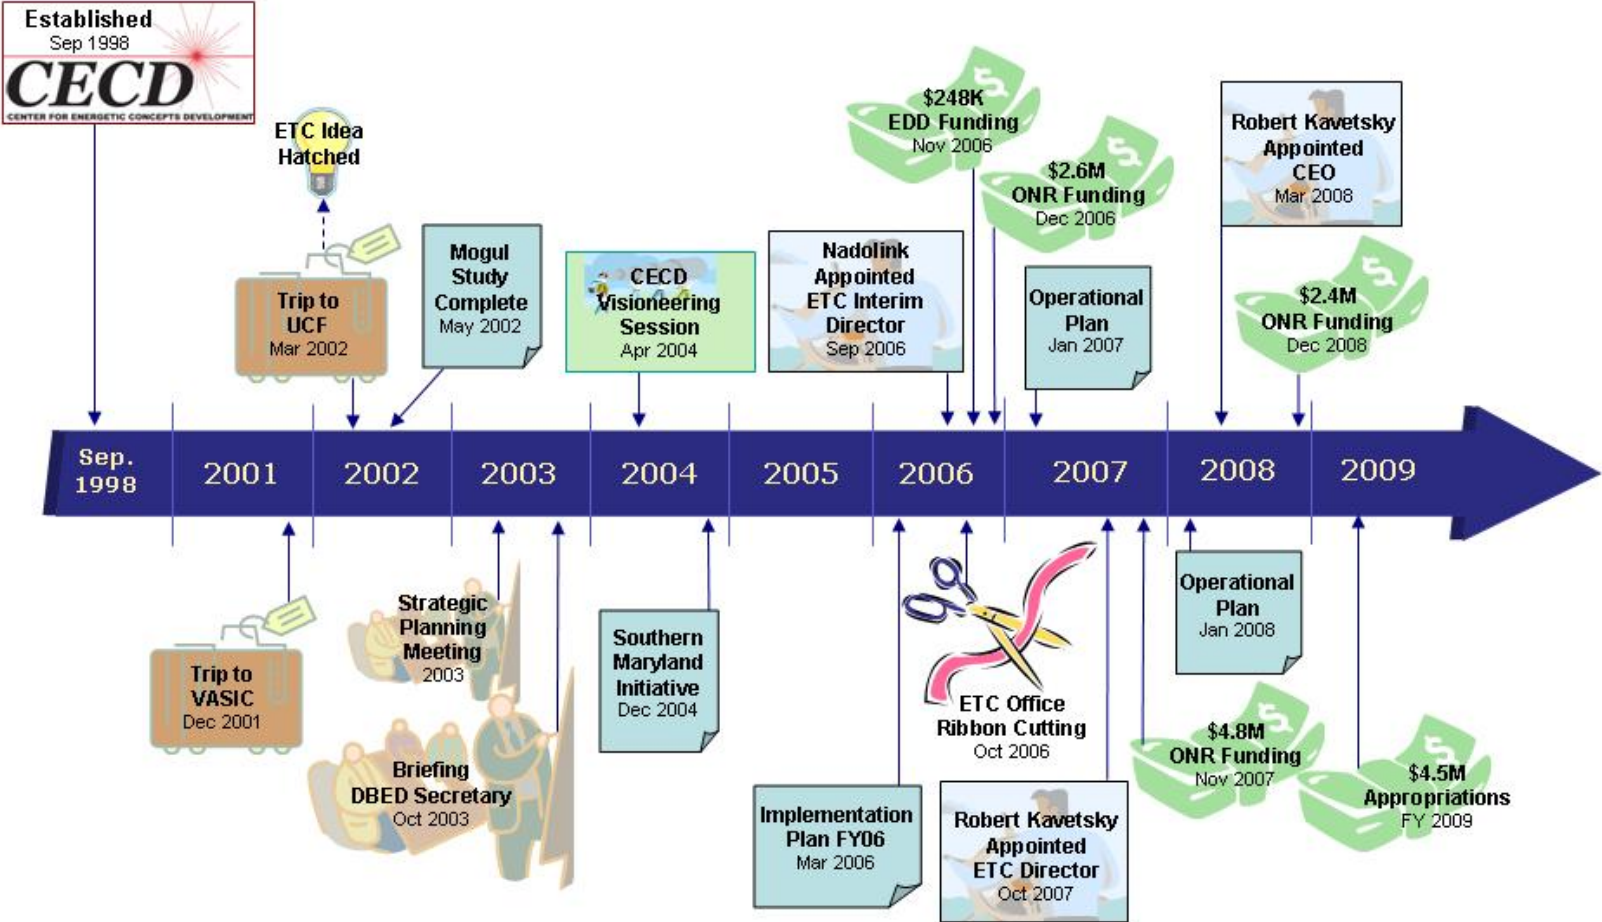 Established
Sep 1998
CECD
CENTER FOR ENERGETIC CONCEPTS DEVELOPMENT
ETC Idea
Hatched
Trip to
UCF
Mar 2002
Mogul
Study
Complete
May 2002
CECD
Visioneering
Session
Apr 2004
Nadolink
Appointed
ETC Interim
Director
Sep 2006
$248K
EDD Funding
Nov 2006
$2.6M
ONR Funding
Dec 2006
Operational
Plan
Jan 2007
Robert Kavetsky
Appointed
CEO
Mar 2008
$2.4M
ONR Funding
Dec 2008
Sep.
1998
2001
2002
2003
2004
2005
2006
2007
2008
2009
Trip to
VASIC
Dec 2001
Strategic
Planning
Meeting
2003
Briefing
DBED Secretary
Oct 2003
Southern
Maryland
Initiative
Dec 2004
Implementation
Plan FY06
Mar 2006
ETC Office
Ribbon Cutting
Oct 2006
Robert Kavetsky
Appointed
ETC Director
Oct 2007
$4.8M
ONR Funding
Nov 2007
Operational
Plan
Jan 2008
$4.5M
Appropriations
FY 2009